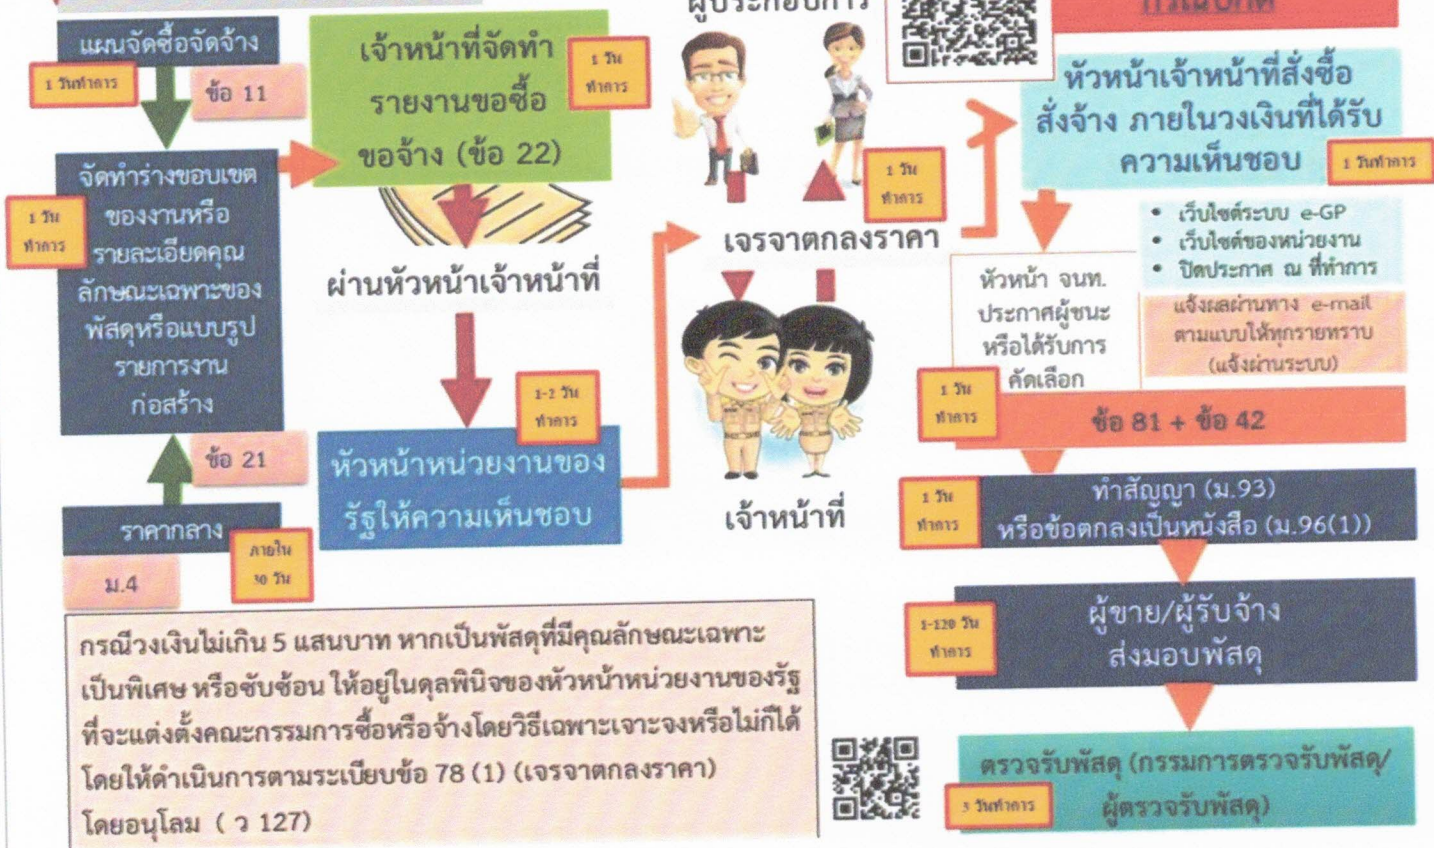 ผู้ประกอบการ
กรณีปกติ
แผนจัดซื้อจัดจ้าง
1 วันทำการ
ข้อ 11
จัดทำร่างขอบเขต
ของงานหรือ
รายละเอียดคุณ
ลักษณะเฉพาะของ
พัสดุหรือแบบรูป
รายการงาน
ก่อสร้าง
1 วัน
ทำการ
ข้อ 21
ราคากลาง
ม.4
ภายใน
30 วัน
เจ้าหน้าที่จัดทำ
รายงานขอซื้อ
ขอจ้าง (ข้อ 22)
1 วัน
ทำการ
ผ่านหัวหน้าเจ้าหน้าที่
1-2 วัน
ทำการ
หัวหน้าหน่วยงานของ
รัฐให้ความเห็นชอบ
1 วัน
ทำการ
เจรจาตกลงราคา
เจ้าหน้าที่
หัวหน้าเจ้าหน้าที่สั่งซื้อ
สั่งจ้าง ภายในวงเงินที่ได้รับ
ความเห็นชอบ
1 วันทำการ
• เว็บไซต์ระบบ e-GP
• เว็บไซต์ของหน่วยงาน
• ปิดประกาศ ณ ที่ทำการ
หัวหน้า จนท.
ประกาศผู้ชนะ
หรือได้รับการ
คัดเลือก
แจ้งผลผ่านทาง e-mail
ตามแบบให้ทุกรายทราบ
(แจ้งผ่านระบบ)
1 วัน
ทำการ
ข้อ 81 + ข้อ 42
1 วัน
ทำการ
ทำสัญญา (ม.93)
หรือข้อตกลงเป็นหนังสือ (ม.96(1))
1-120 วัน
ทำการ
ผู้ขาย/ผู้รับจ้าง
ส่งมอบพัสดุ
ตรวจรับพัสดุ (กรรมการตรวจรับพัสดุ/
ผู้ตรวจรับพัสดุ)
3 วันทำการ
กรณีวงเงินไม่เกิน 5 แสนบาท หากเป็นพัสดุที่มีคุณลักษณะเฉพาะ
เป็นพิเศษ หรือซับซ้อน ให้อยู่ในดุลพินิจของหัวหน้าหน่วยงานของรัฐ
ที่จะแต่งตั้งคณะกรรมการซื้อหรือจ้างโดยวิธีเฉพาะเจาะจงหรือไม่ก็ได้
โดยให้ดำเนินการตามระเบียบข้อ 78 (1) (เจรจาตกลงราคา)
โดยอนุโลม ( ว 127)